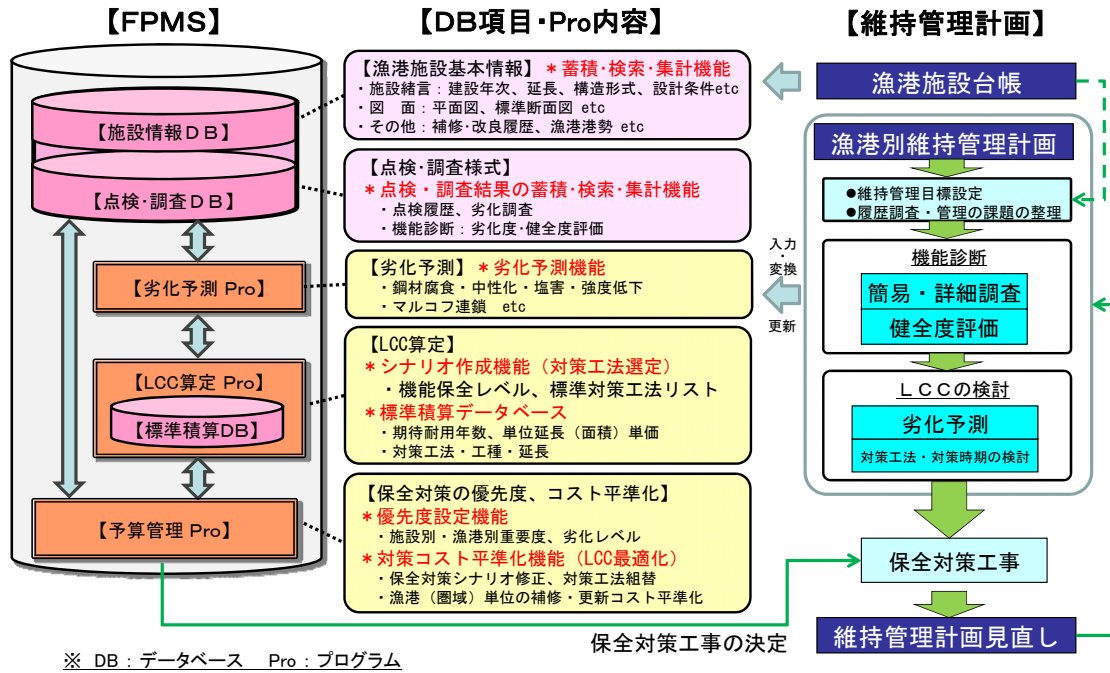 【FPMS】
【施設情報DB】
【点検・調査DB】
【劣化予測 Pro】
【LCC算定 Pro】
【標準積算DB】
【予算管理 Pro】
※ DB：データベース Pro：プログラム
【DB項目・Pro内容】
【漁港施設基本情報】＊蓄積・検索・集計機能
・施設緒言：建設年次、延長、構造形式、設計条件etc
・図 面：平面図、標準断面図 etc
・その他：補修・改良履歴、漁港港勢 etc
【点検・調査様式】
＊点検・調査結果の蓄積・検索・集計機能
・点検履歴、劣化調査
・機能診断：劣化度・健全度評価
【劣化予測】＊劣化予測機能
・鋼材腐食・中性化・塩害・強度低下
・マルコフ連鎖 etc
【LCC算定】
＊シナリオ作成機能（対策工法選定）
・機能保全レベル、標準対策工法リスト
＊標準積算データベース
・期待耐用年数、単位延長（面積）単価
・対策工法・工種・延長
【保全対策の優先度、コスト平準化】
＊優先度設定機能
・施設別・漁港別重要度、劣化レベル
＊対策コスト平準化機能（LCC最適化）
・保全対策シナリオ修正、対策工法組替
・漁港（圏域）単位の補修・更新コスト平準化
保全対策工事の決定
入力
・
変換
更新
【維持管理計画】
漁港施設台帳
漁港別維持管理計画
●維持管理目標設定
●履歴調査・管理の課題の整理
機能診断
簡易・詳細調査
健全度評価
ＬＣＣの検討
劣化予測
対策工法・対策時期の検討
保全対策工事
維持管理計画見直し